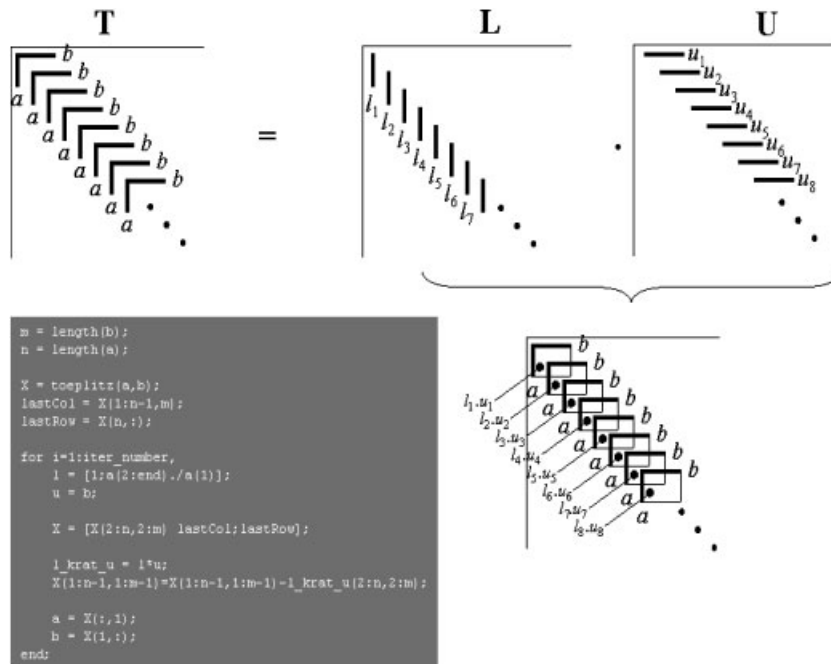 T L U
b
b
b
b
b
b
b
b
a
a
a
a
a
a
a
a
=
l1
l2
l3
l4
l5
l6
l7
.
u1
u2
u3
u4
u5
u6
u7
u8
m = length(b);
n = length(a);
X = toeplitz(a,b);
lastCol = X(1:n-1,m);
lastRow = X(n,:);
for i=1:iter_number,
l = [1;a(2:end)./a(1)];
u = b;
X = [X(2:n,2:m) lastCol;lastRow];
l_krat_u = l*u;
X(1:n-1,1:m-1)=X(1:n-1,1:m-1)-l_krat_u(2:n,2:m);
a = X(:,1);
b = X(1,:);
end;
b
b
b
b
b
b
b
b
a
a
a
a
a
a
a
a
l1.u1
l2.u2
l3.u3
l4.u4
l5.u5
l6.u6
l7.u7
l8.u8